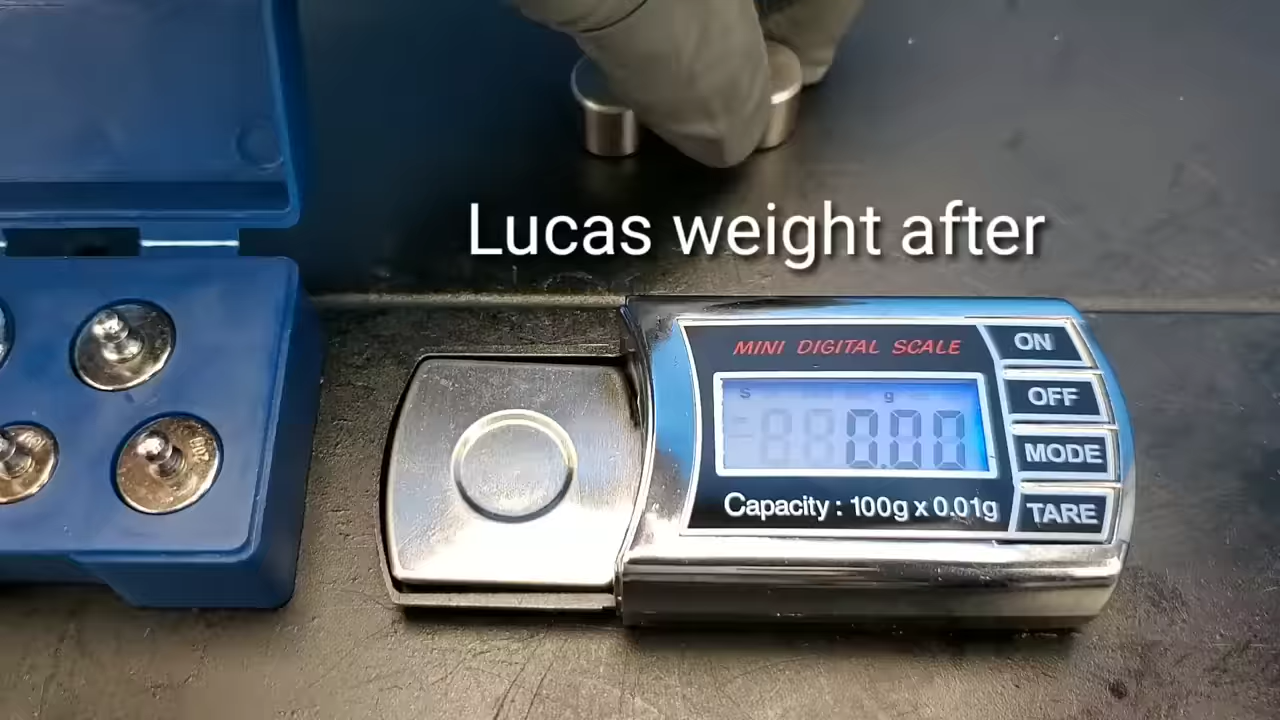 Lucas weight after
MINI DIGITAL SCALE
ON
OFF
MODE
TARE
S g
0.00
Capacity : 100g x 0.01g